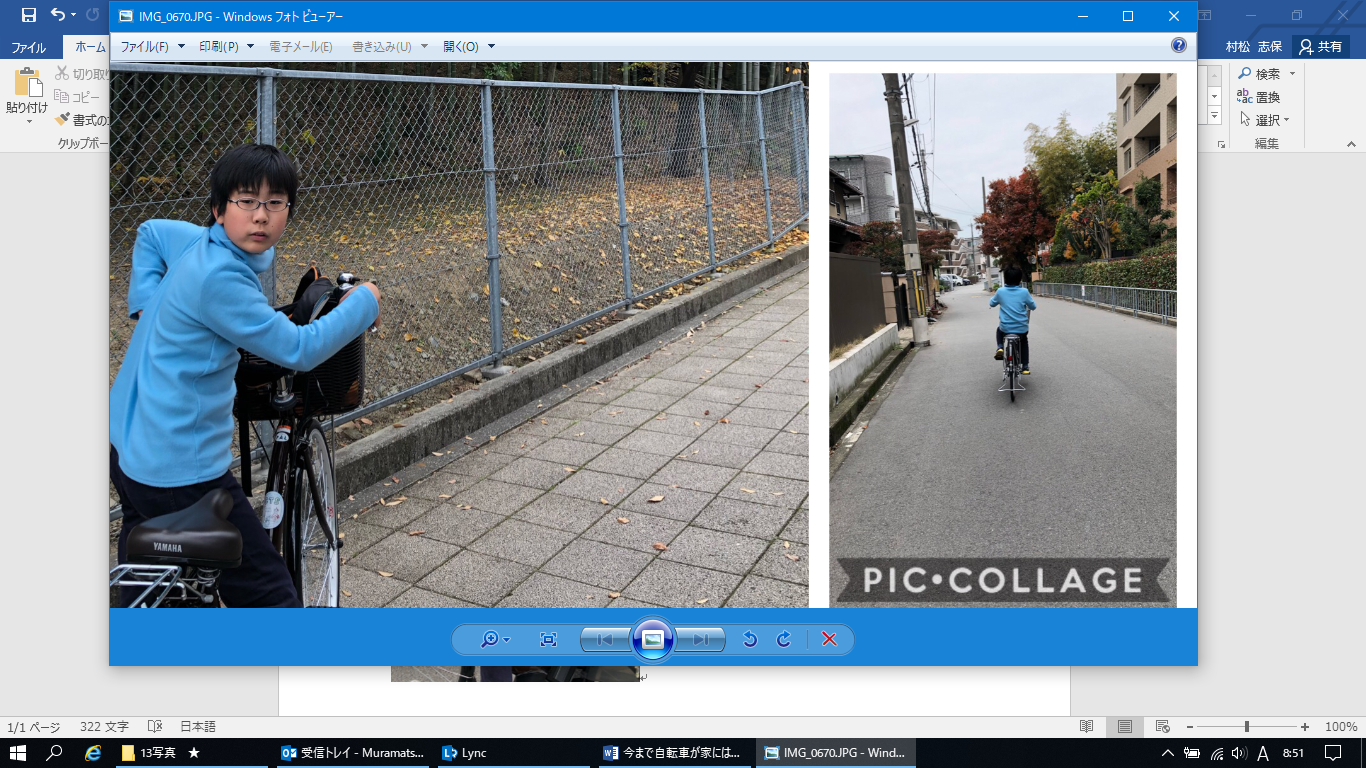 IMG_0670.JPG - Windows フォト ビューアー
ファイル(F) 印刷(P) 電子メール(E) 書き込み(U) 開く(O)
ファイル
ホーム
村松 志保
共有
切り取り
コピー
貼り付け
書式の
クリップボー
検索
置換
選択
編集
YAMAHA
PIC•COLLAGE
1/1 ページ 322 文字 日本語 100%
13写真 ★
受信トレイ - Muramats...
Lync
今まで自転車が家には...
IMG_0670.JPG - Wind...
A 8:51